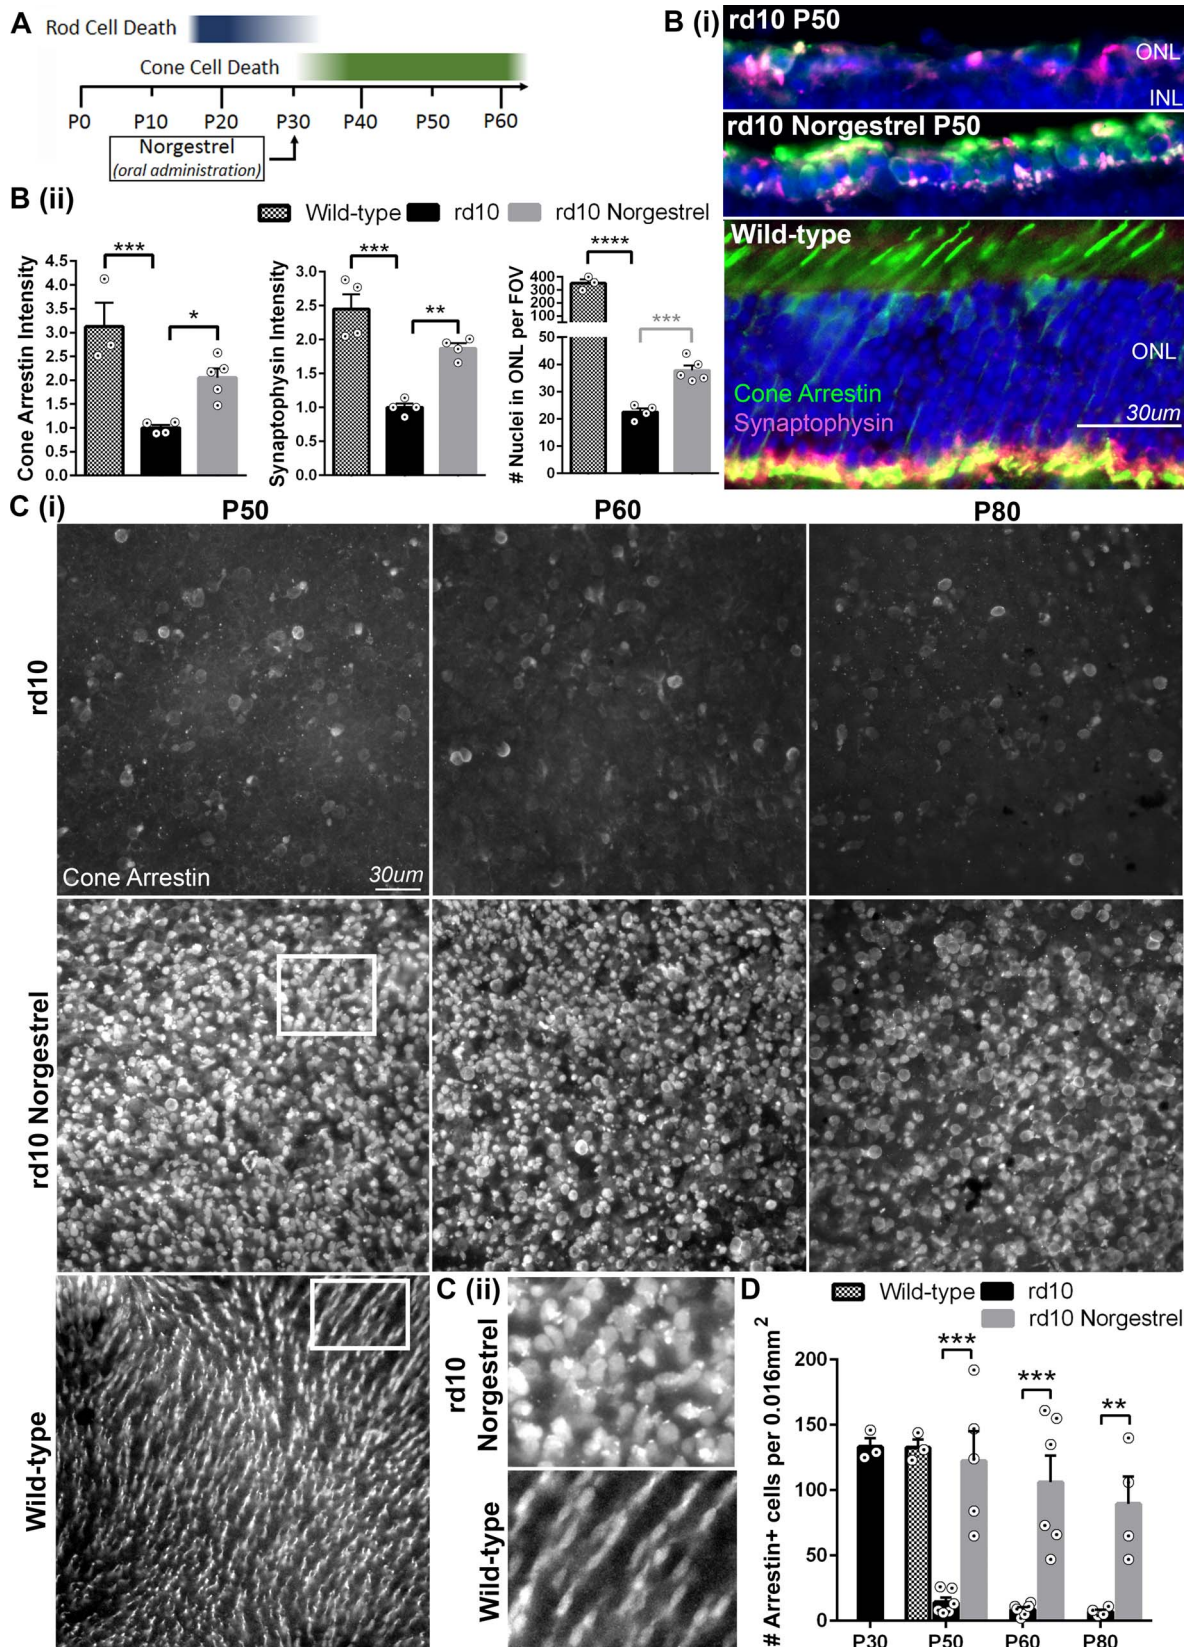 A
Rod Cell Death
Cone Cell Death
P0 P10 P20 P30 P40 P50 P60
Norgestrel
(oral administration)
B (i)
rd10 P50
ONL
INL
rd10 Norgestrel P50
Wild-type
ONL
Cone Arrestin
Synaptophysin
30um
B (ii)
Wild-type rd10 rd10 Norgestrel
Cone Arrestin Intensity
4.5
4.0
3.5
3.0
2.5
2.0
1.5
1.0
0.5
0.0
***
*
Synaptophysin Intensity
3.0
2.5
2.0
1.5
1.0
0.5
0.0
***
**
# Nuclei in ONL per FOV
400
300
200
100
50
40
30
20
10
0
****
***
C (i)
P50 P60 P80
rd10
Cone Arrestin
30um
rd10 Norgestrel
Wild-type
C (ii)
rd10
Norgestrel
Wild-type
D
Wild-type rd10
rd10 Norgestrel
# Arrestin+ cells per 0.016mm²
200
150
100
50
0
***
***
**
P30 P50 P60 P80